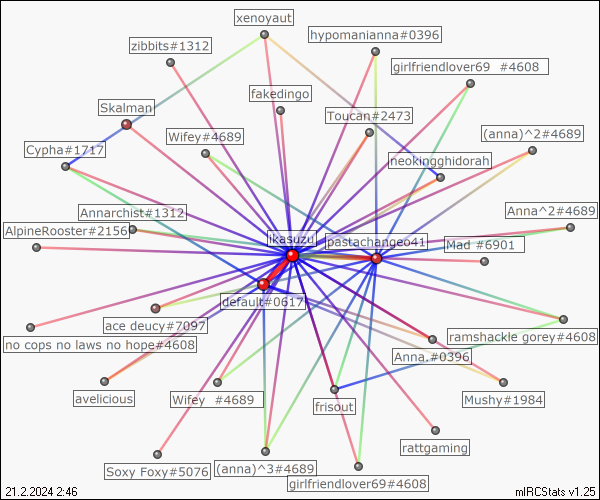 xenoyaut
hypomanianna#0396
zibbits#1312
girlfriendlover69 #4608
fakedingo
Skalman
Toucan#2473
Wifey#4689
(anna)^2#4689
Cypha#1717
neokingghidorah
Annarchist#1312
Anna^2#4689
AlpineRooster#2156
ikasuzu
pastachangeo41
Mad #6901
default#0617
ace deucy#7097
ramshackle gorey#4608
no cops no laws no hope#4608
Anna.#0396
avelicious
Wifey #4689
frisout
Mushy#1984
rattgaming
Soxy Foxy#5076
(anna)^3#4689
girlfriendlover69#4608
21.2.2024 2:46
mIRCStats v1.25